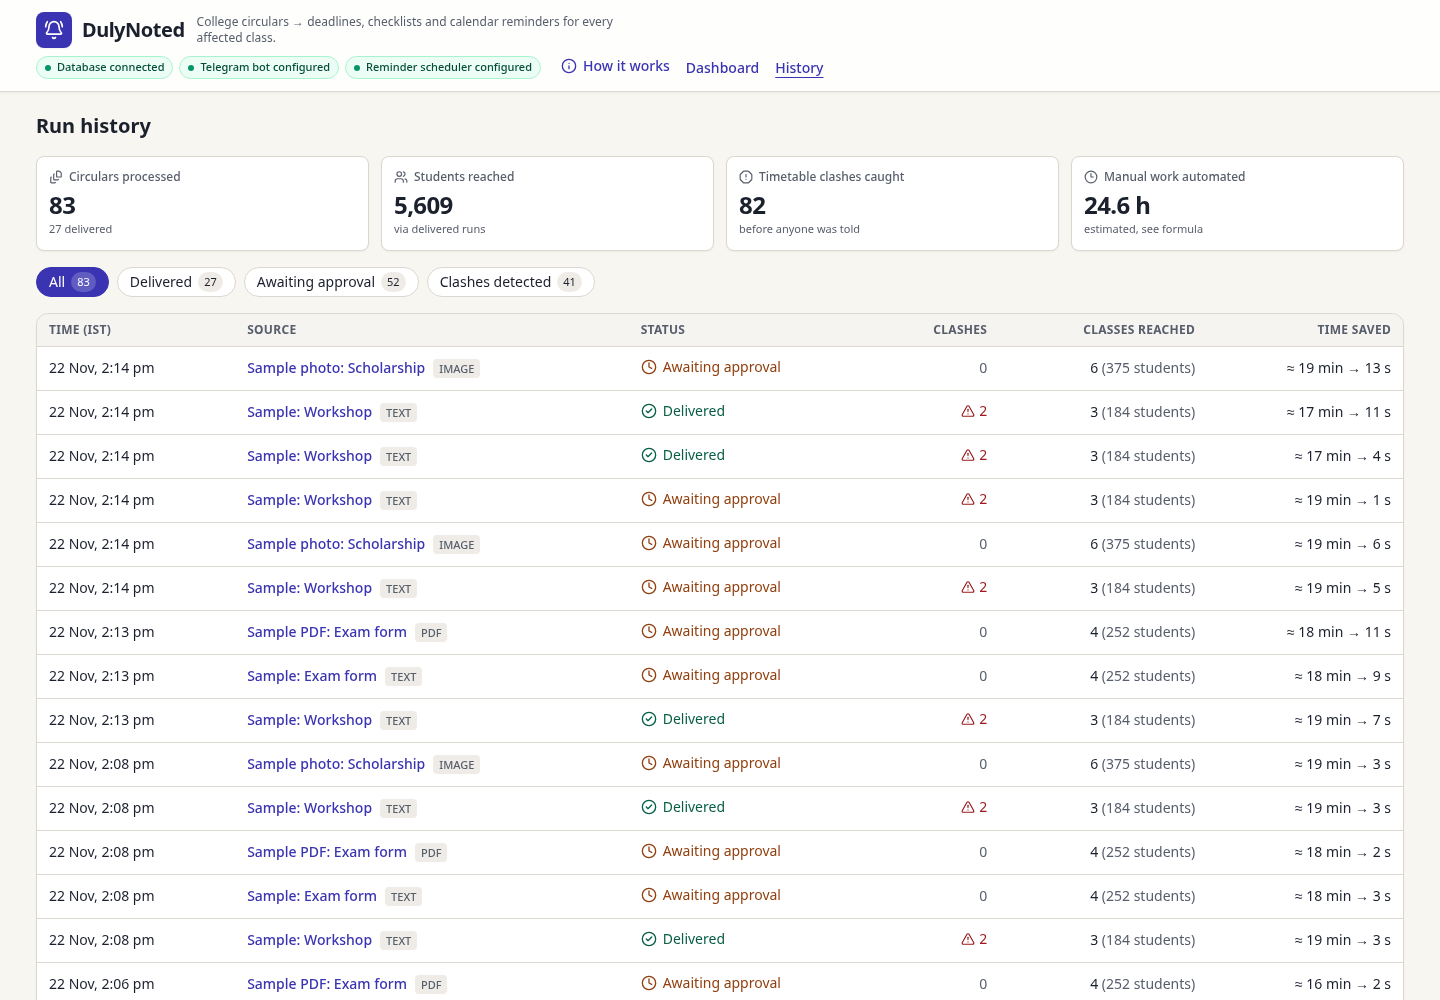 DulyNoted
College circulars → deadlines, checklists and calendar reminders for every
affected class.
Database connected
Telegram bot configured
Reminder scheduler configured
How it works
Dashboard
History
Run history
Circulars processed
83
27 delivered
Students reached
5,609
via delivered runs
Timetable clashes caught
82
before anyone was told
Manual work automated
24.6 h
estimated, see formula
All 83
Delivered 27
Awaiting approval 52
Clashes detected 41
TIME (IST) SOURCE STATUS CLASHES CLASSES REACHED TIME SAVED
22 Nov, 2:14 pm Sample photo: Scholarship IMAGE Awaiting approval 0 6 (375 students) ≈ 19 min → 13 s
22 Nov, 2:14 pm Sample: Workshop TEXT Delivered 2 3 (184 students) ≈ 17 min → 11 s
22 Nov, 2:14 pm Sample: Workshop TEXT Delivered 2 3 (184 students) ≈ 17 min → 4 s
22 Nov, 2:14 pm Sample: Workshop TEXT Awaiting approval 2 3 (184 students) ≈ 19 min → 1 s
22 Nov, 2:14 pm Sample photo: Scholarship IMAGE Awaiting approval 0 6 (375 students) ≈ 19 min → 6 s
22 Nov, 2:14 pm Sample: Workshop TEXT Awaiting approval 2 3 (184 students) ≈ 19 min → 5 s
22 Nov, 2:13 pm Sample PDF: Exam form PDF Awaiting approval 0 4 (252 students) ≈ 18 min → 11 s
22 Nov, 2:13 pm Sample: Exam form TEXT Awaiting approval 0 4 (252 students) ≈ 18 min → 9 s
22 Nov, 2:13 pm Sample: Workshop TEXT Delivered 2 3 (184 students) ≈ 19 min → 7 s
22 Nov, 2:08 pm Sample photo: Scholarship IMAGE Awaiting approval 0 6 (375 students) ≈ 19 min → 3 s
22 Nov, 2:08 pm Sample: Workshop TEXT Delivered 2 3 (184 students) ≈ 19 min → 3 s
22 Nov, 2:08 pm Sample PDF: Exam form PDF Awaiting approval 0 4 (252 students) ≈ 18 min → 2 s
22 Nov, 2:08 pm Sample: Exam form TEXT Awaiting approval 0 4 (252 students) ≈ 18 min → 3 s
22 Nov, 2:08 pm Sample: Workshop TEXT Delivered 2 3 (184 students) ≈ 19 min → 3 s
22 Nov, 2:06 pm Sample PDF: Exam form PDF Awaiting approval 0 4 (252 students) ≈ 16 min → 2 s